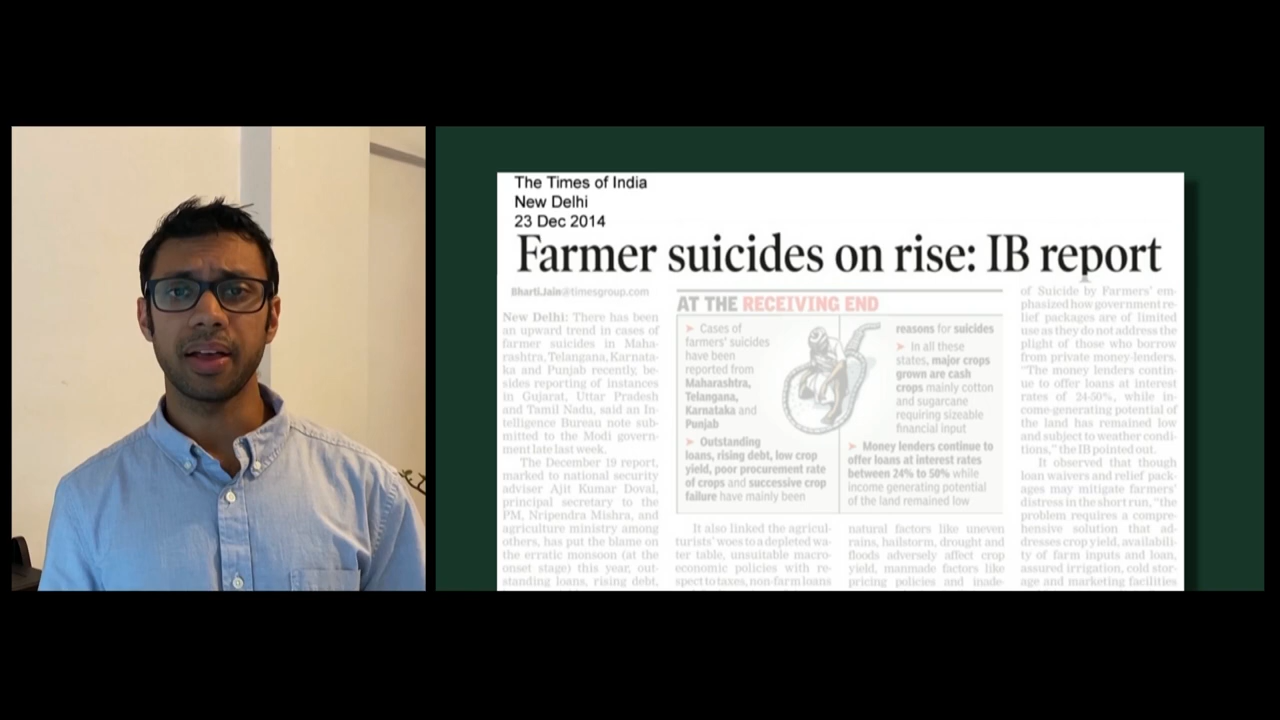 The Times of India
New Delhi
23 Dec 2014
Farmer suicides on rise: IB report
Bharti.Jain@timesgroup.com
New Delhi: There has been
an upward trend in cases of
farmer suicides in Maha-
rashtra, Telangana, Karnata-
ka and Punjab recently, be-
sides reporting of instances
in Gujarat, Uttar Pradesh
and Tamil Nadu, said an In-
telligence Bureau note sub-
mitted to the Modi govern-
ment late last week.
The December 19 report,
marked to national security
adviser Ajit Kumar Doval,
principal secretary to the
PM, Nripendra Mishra, and
agriculture ministry among
others, has put the blame on
the erratic monsoon (at the
onset stage) this year, out-
standing loans, rising debt,
AT THE RECEIVING END
➤ Cases of
farmers' suicides
have been
reported from
Maharashtra,
Telangana,
Karnataka and
Punjab
➤ Outstanding
loans, rising debt, low crop
yield, poor procurement rate
of crops and successive crop
failure have mainly been
reasons for suicides
➤ In all these
states, major crops
grown are cash
crops mainly cotton
and sugarcane
requiring sizeable
financial input
➤ Money lenders continue to
offer loans at interest rates
between 24% to 50% while
income generating potential
of the land remained low
It also linked the agricul-
turists' woes to a depleted wa-
ter table, unsuitable macro-
economic policies with re-
spect to taxes, non-farm loans
natural factors like uneven
rains, hailstorm, drought and
floods adversely affect crop
yield, manmade factors like
pricing policies and inade-
of Suicide by Farmers' em-
phasized how government re-
lief packages are of limited
use as they do not address the
plight of those who borrow
from private money-lenders.
"The money lenders contin-
ue to offer loans at interest
rates of 24-50%, while in-
come-generating potential of
the land has remained low
and subject to weather condi-
tions," the IB pointed out.
It observed that though
loan waivers and relief pack-
ages may mitigate farmers'
distress in the short run, "the
problem requires a compre-
hensive solution that ad-
dresses crop yield, availabili-
ty of farm inputs and loan,
assured irrigation, cold stor-
age and marketing facilities